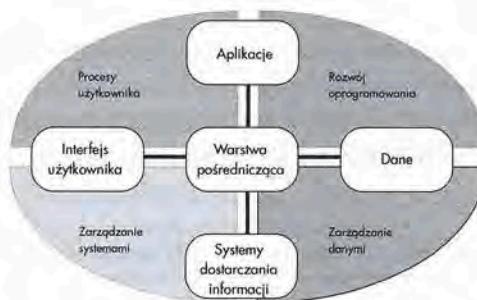 Aplikacje
Procesy
użytkownika
Rozwój
oprogramowania
Interfejs
użytkownika
Warstwa
pośrednicząca
Dane
Zarządzanie
systemami
Systemy
dostarczania
informacji
Zarządzanie
danymi